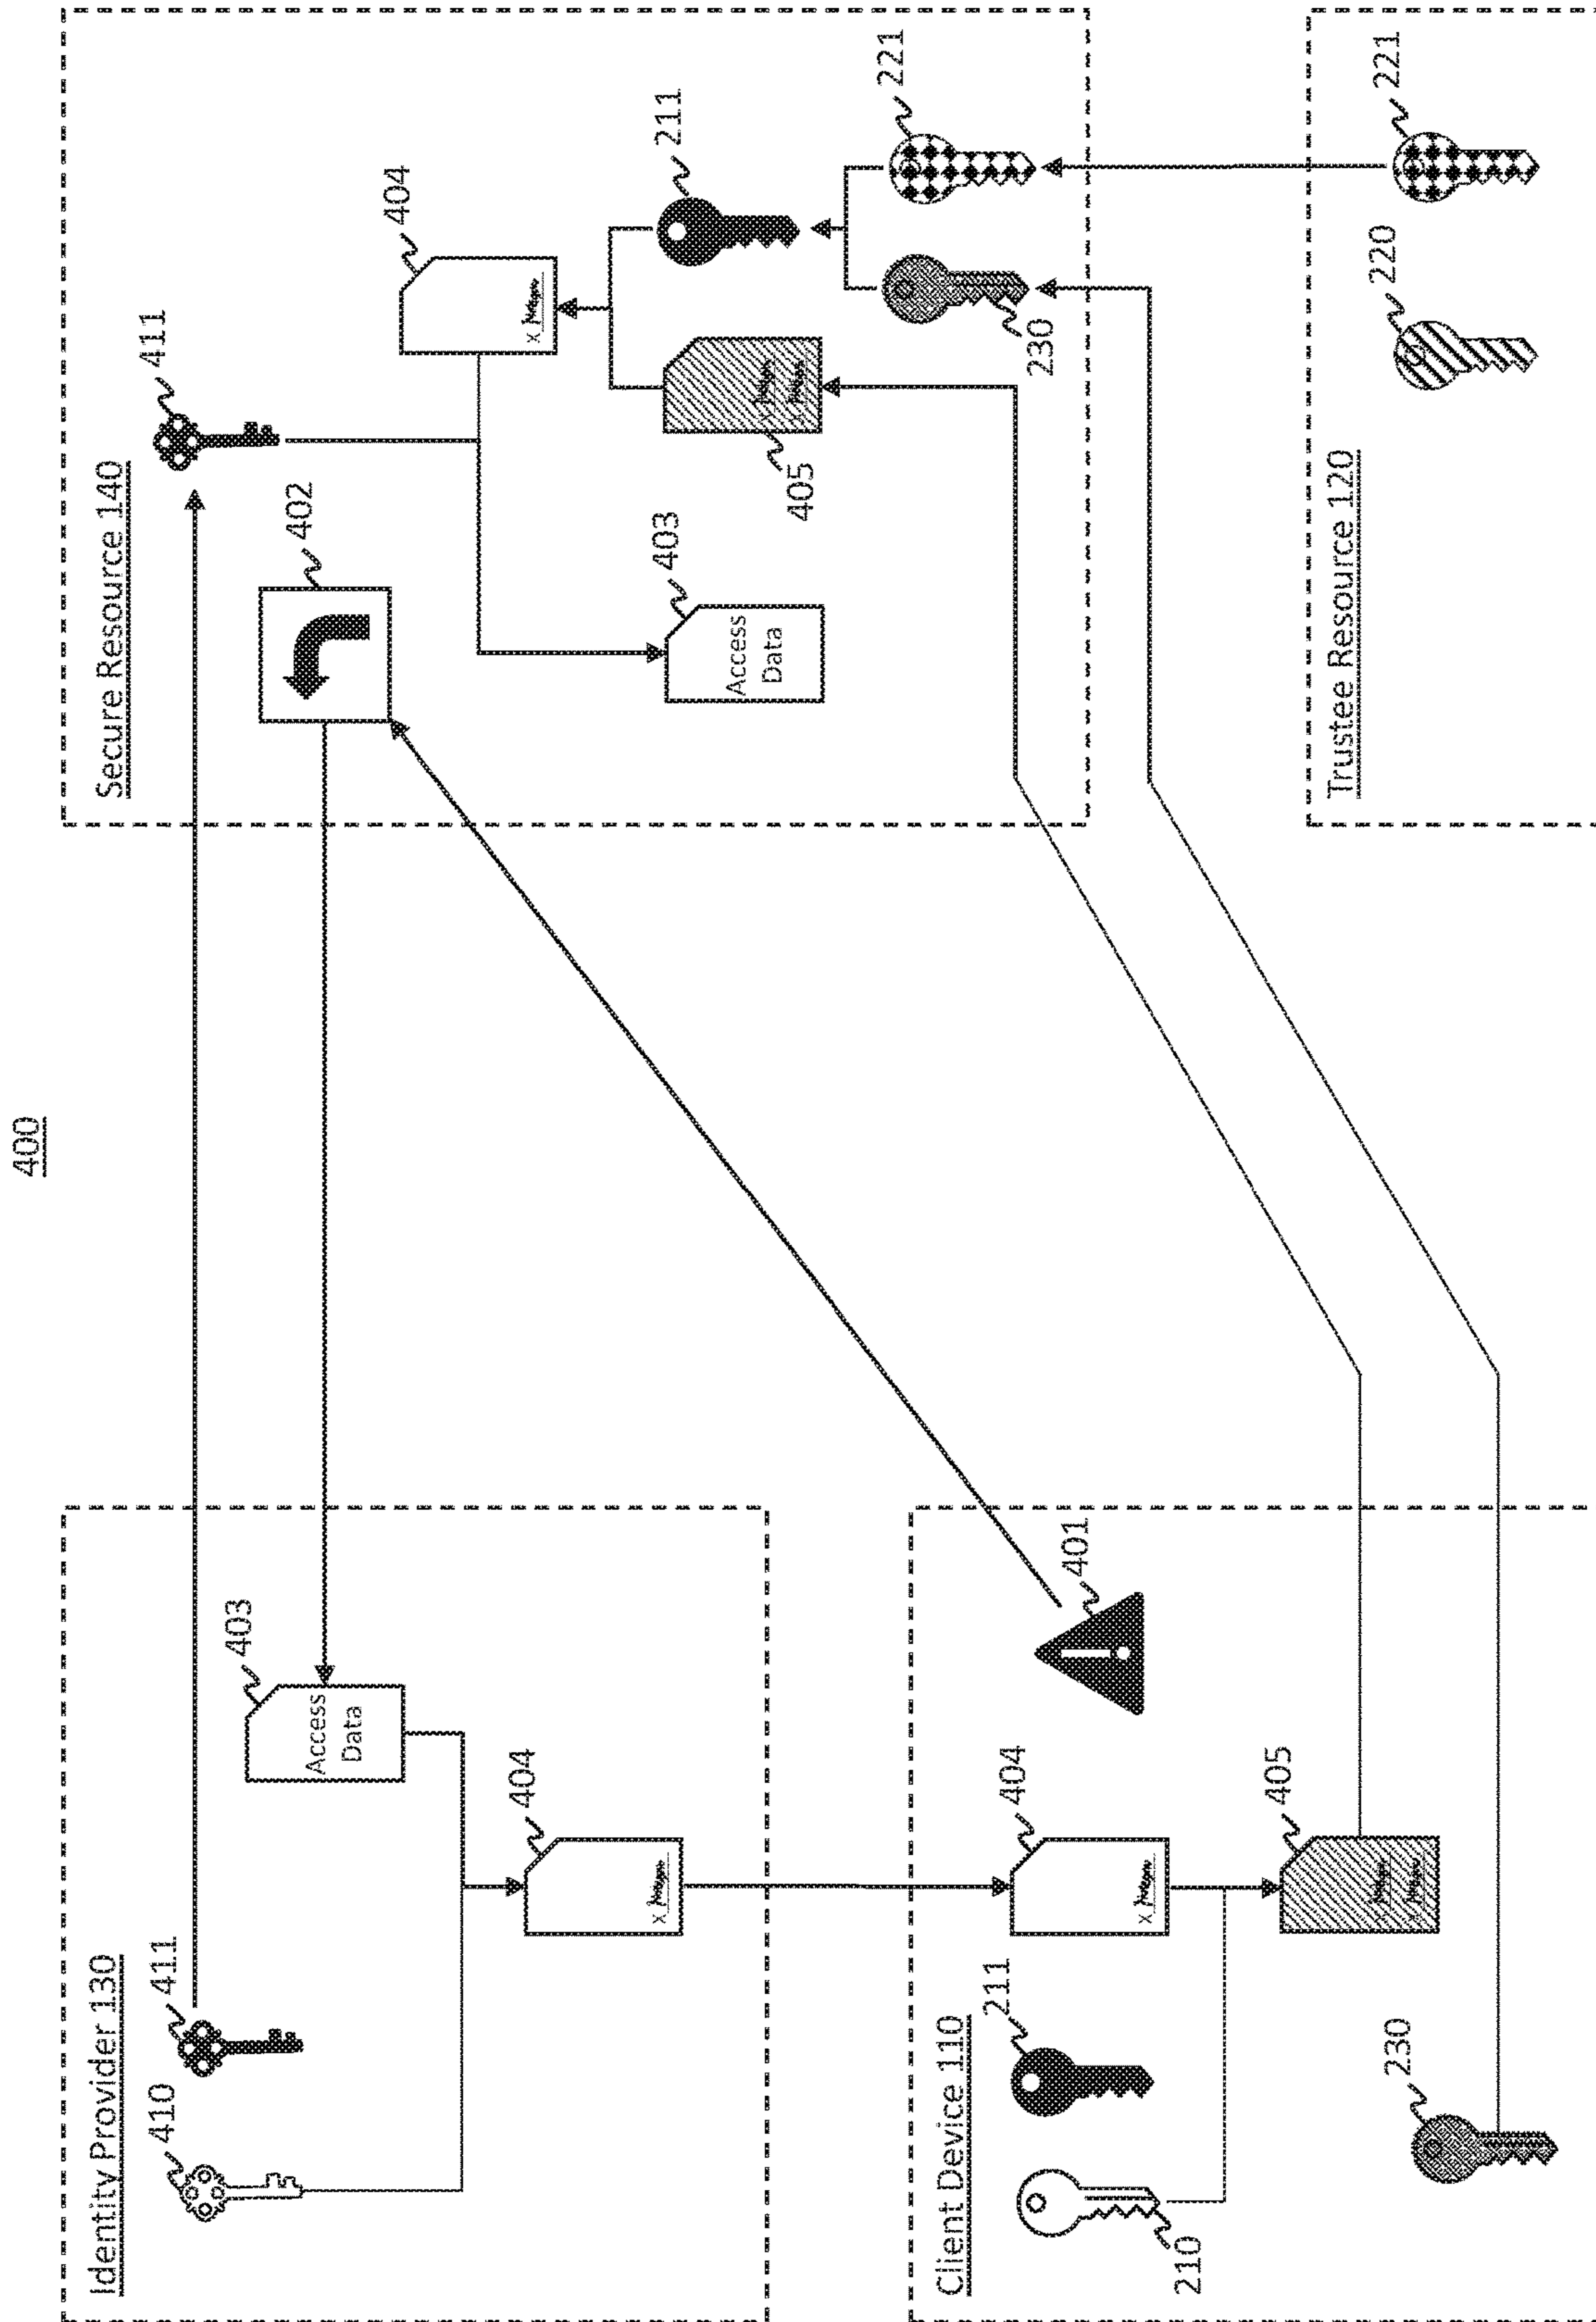 400
Identity Provider 130
410
411
403
Access
Data
404
x
Secure Resource 140
402
411
404
x
403
Access
Data
405
211
230
221
Client Device 110
210
211
404
x
401
405
230
Trustee Resource 120
220
221